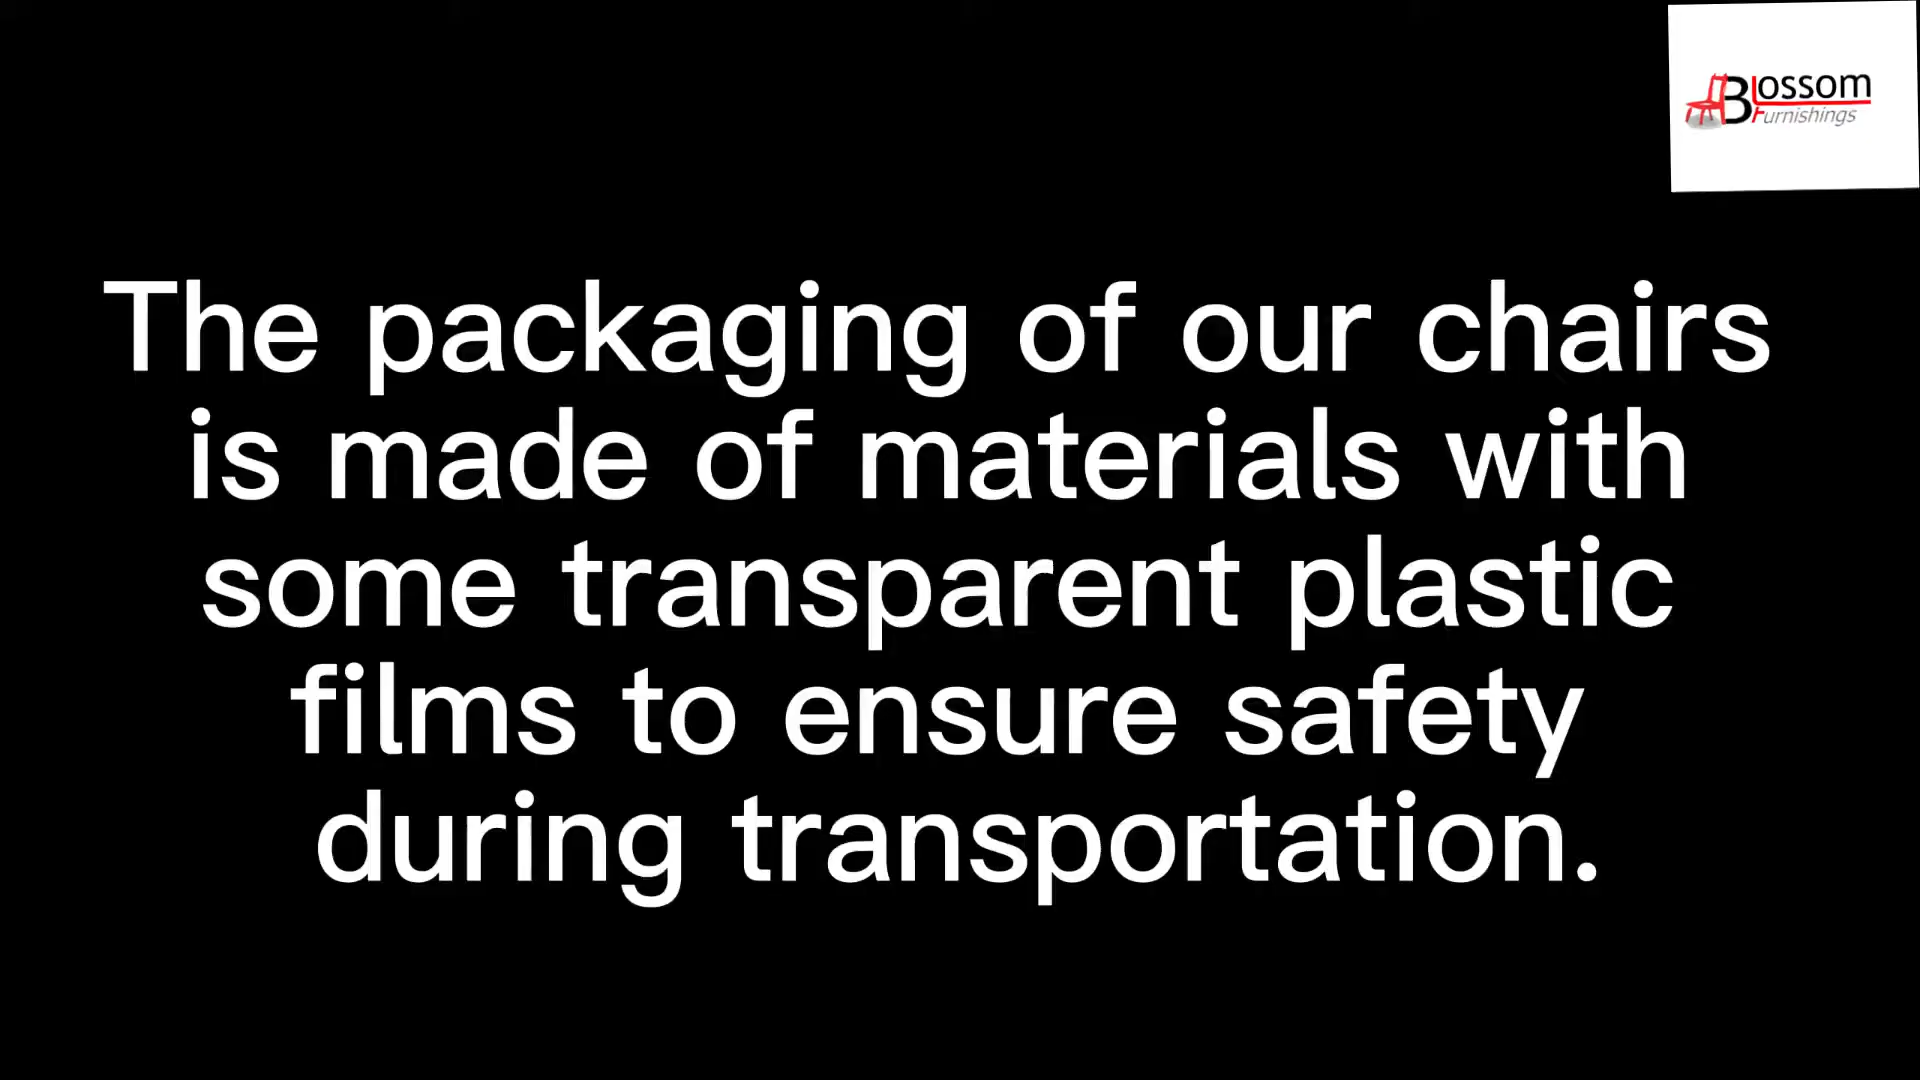 Blossom
Furnishings
The packaging of our chairs
is made of materials with
some transparent plastic
films to ensure safety
during transportation.